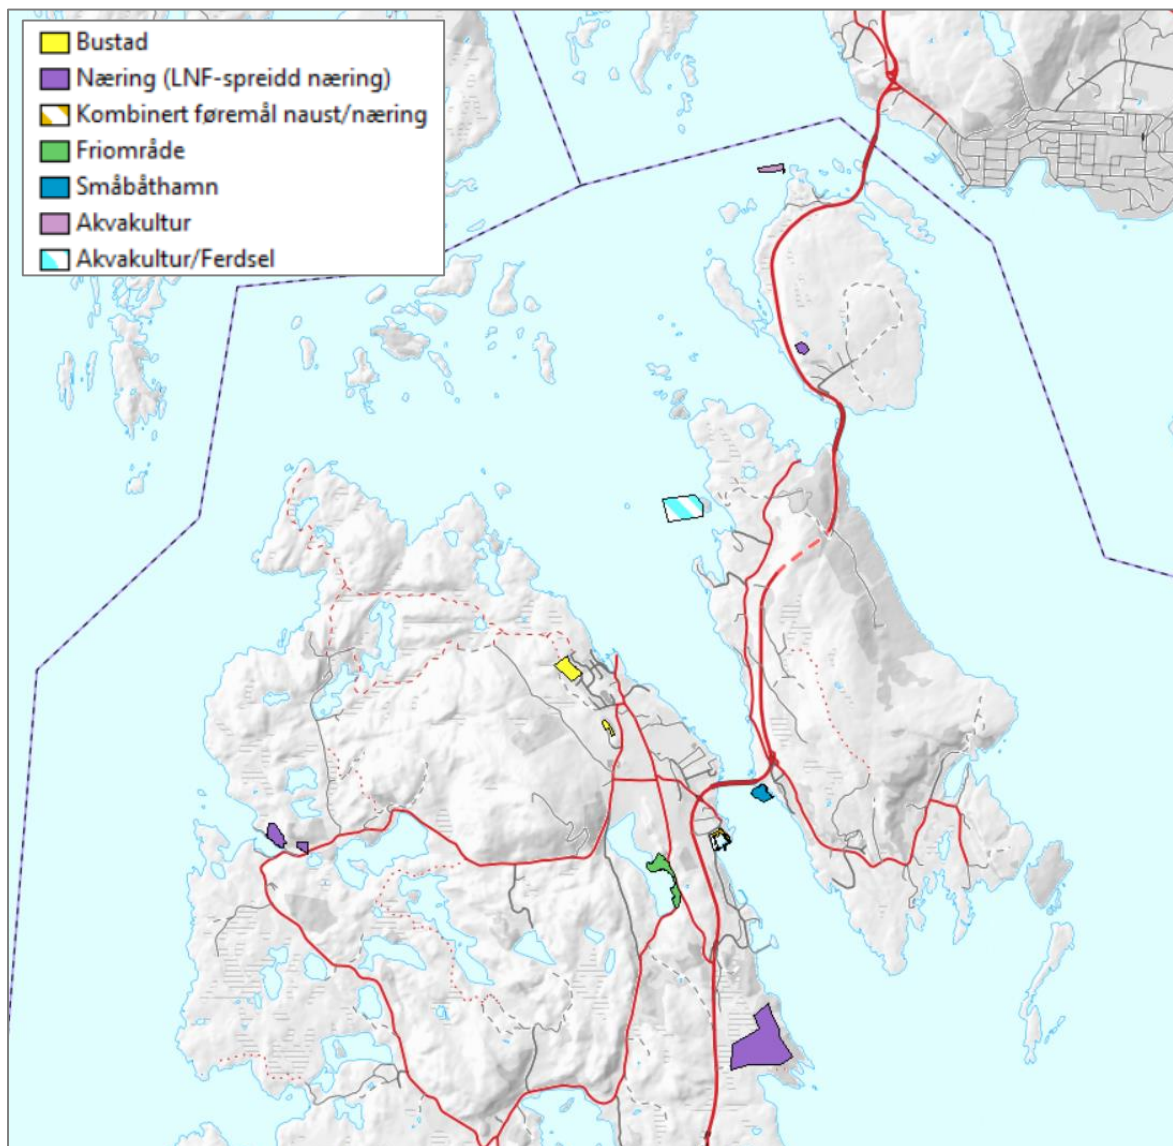 Bustad
Næring (LNF-spreidd næring)
Kombinert føremål naust/næring
Friområde
Småbåthamn
Akvakultur
Akvakultur/Ferdsel